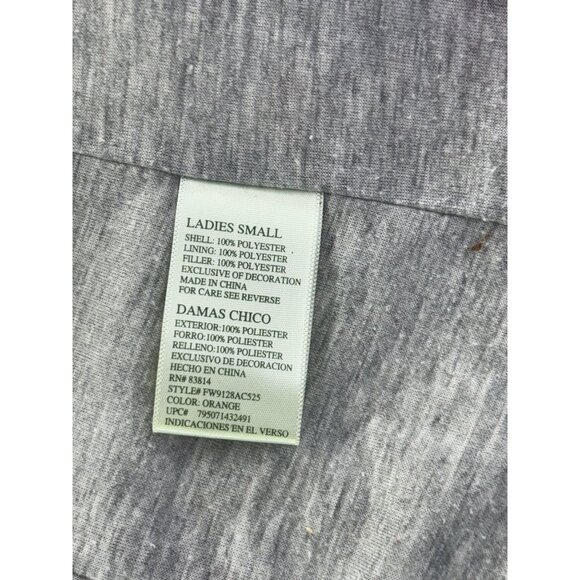 LADIES SMALL
SHELL: 100% POLYESTER .
LINING: 100% POLYESTER
FILLER: 100% POLYESTER
EXCLUSIVE OF DECORATION
MADE IN CHINA
FOR CARE SEE REVERSE
DAMAS CHICO
EXTERIOR:100% POLIESTER
FORRO:100% POLIESTER
RELLENO:100% POLIESTER
EXCLUSIVO DE DECORACION
HECHO EN CHINA
RN# 83814
STYLE# FW9128AC525
COLOR: ORANGE
UPC# 795071432491
INDICACIONES EN EL VERSO